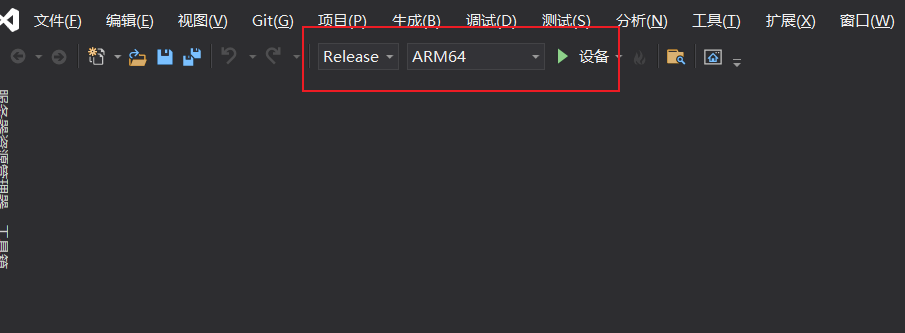 文件(F) 编辑(E) 视图(V) Git(G) 项目(P) 生成(B) 调试(D) 测试(S) 分析(N) 工具(T) 扩展(X) 窗口(W)
Release ARM64 设备
服务器资源管理器
工具箱